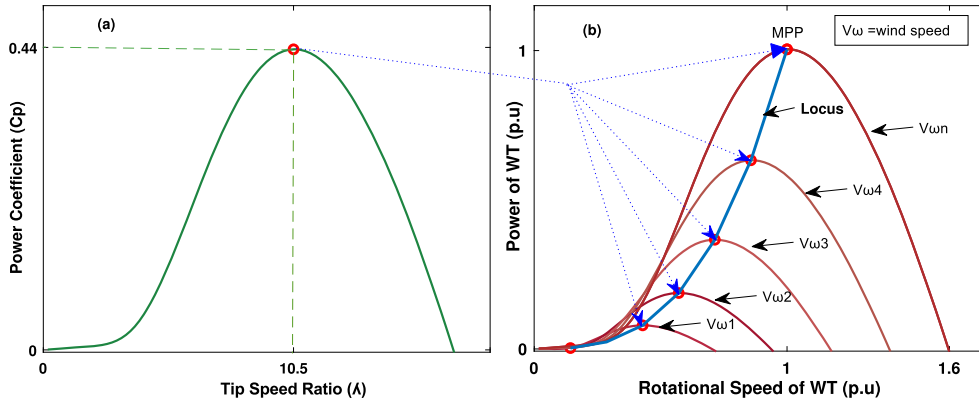 (a)
0.44
0
Power Coefficient (Cp)
0
10.5
Tip Speed Ratio (ʎ)
(b)
MPP
Vω =wind speed
1
Locus
Vωn
Vω4
Vω3
Vω2
Vω1
0
Power of WT (p.u)
0
1
1.6
Rotational Speed of WT (p.u)